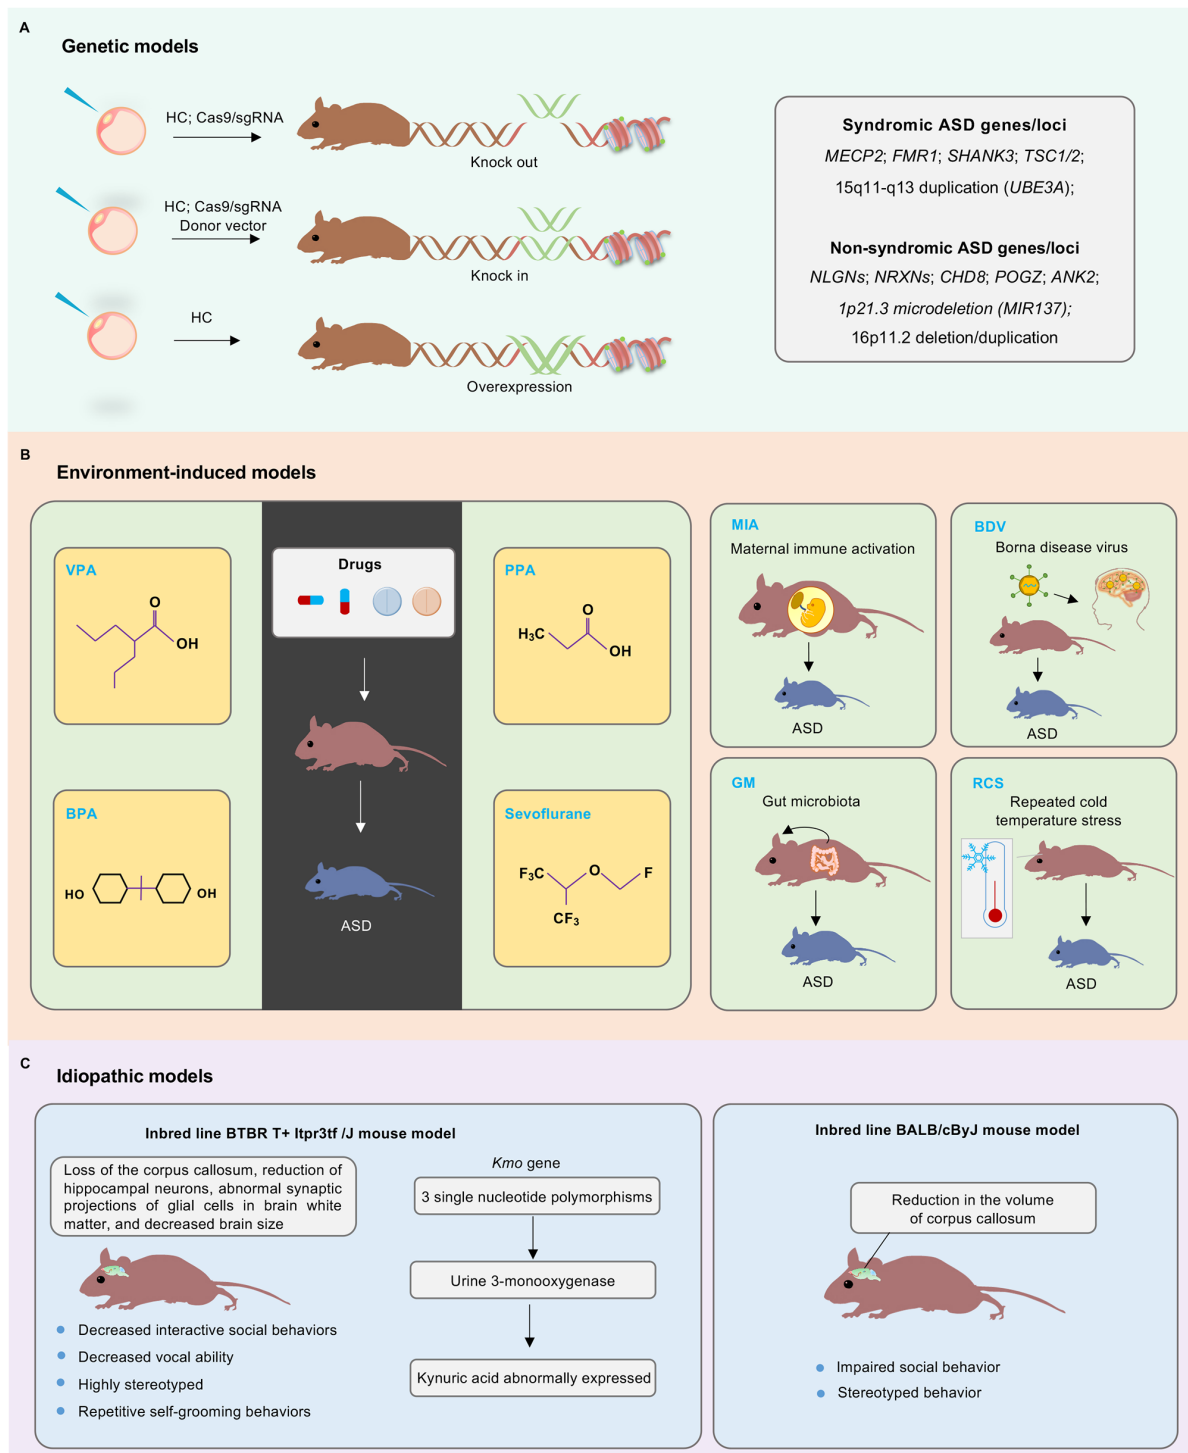 A
Genetic models
HC; Cas9/sgRNA
Knock out
HC; Cas9/sgRNA
Donor vector
Knock in
HC
Overexpression
Syndromic ASD genes/loci
MECP2; FMR1; SHANK3; TSC1/2;
15q11-q13 duplication (UBE3A);
Non-syndromic ASD genes/loci
NLGNs; NRXNs; CHD8; POGZ; ANK2;
1p21.3 microdeletion (MIR137);
16p11.2 deletion/duplication
B
Environment-induced models
VPA
O
OH
Drugs
PPA
O
H3C
OH
BPA
HO
OH
ASD
Sevoflurane
F3C
O
F
CF3
MIA
Maternal immune activation
ASD
BDV
Borna disease virus
ASD
GM
Gut microbiota
ASD
RCS
Repeated cold
temperature stress
ASD
C
Idiopathic models
Inbred line BTBR T+ Itpr3tf /J mouse model
Loss of the corpus callosum, reduction of
hippocampal neurons, abnormal synaptic
projections of glial cells in brain white
matter, and decreased brain size
Decreased interactive social behaviors
Decreased vocal ability
Highly stereotyped
Repetitive self-grooming behaviors
Kmo gene
3 single nucleotide polymorphisms
Urine 3-monooxygenase
Kynuric acid abnormally expressed
Inbred line BALB/cByJ mouse model
Reduction in the volume
of corpus callosum
Impaired social behavior
Stereotyped behavior